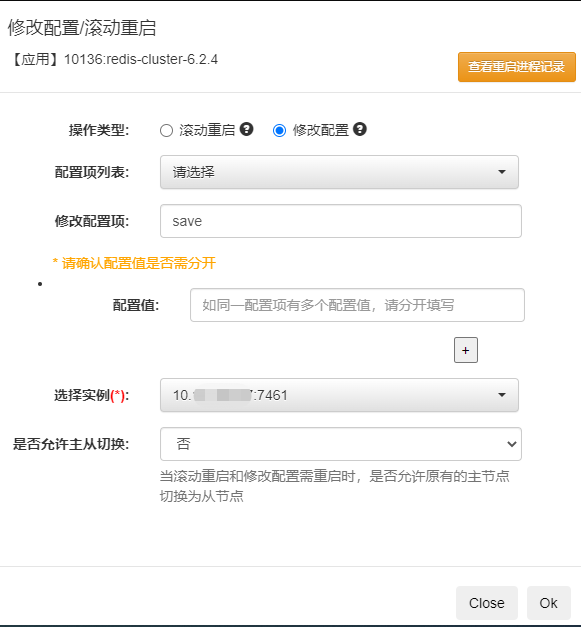 修改配置/滚动重启
【应用】10136:redis-cluster-6.2.4
查看重启进程记录
操作类型: 滚动重启 修改配置
配置项列表: 请选择
修改配置项: save
* 请确认配置值是否需分开
配置值: 如同一配置项有多个配置值，请分开填写
+
选择实例(*): 10. :7461
是否允许主从切换: 否
当滚动重启和修改配置需重启时，是否允许原有的主节点
切换为从节点
Close Ok